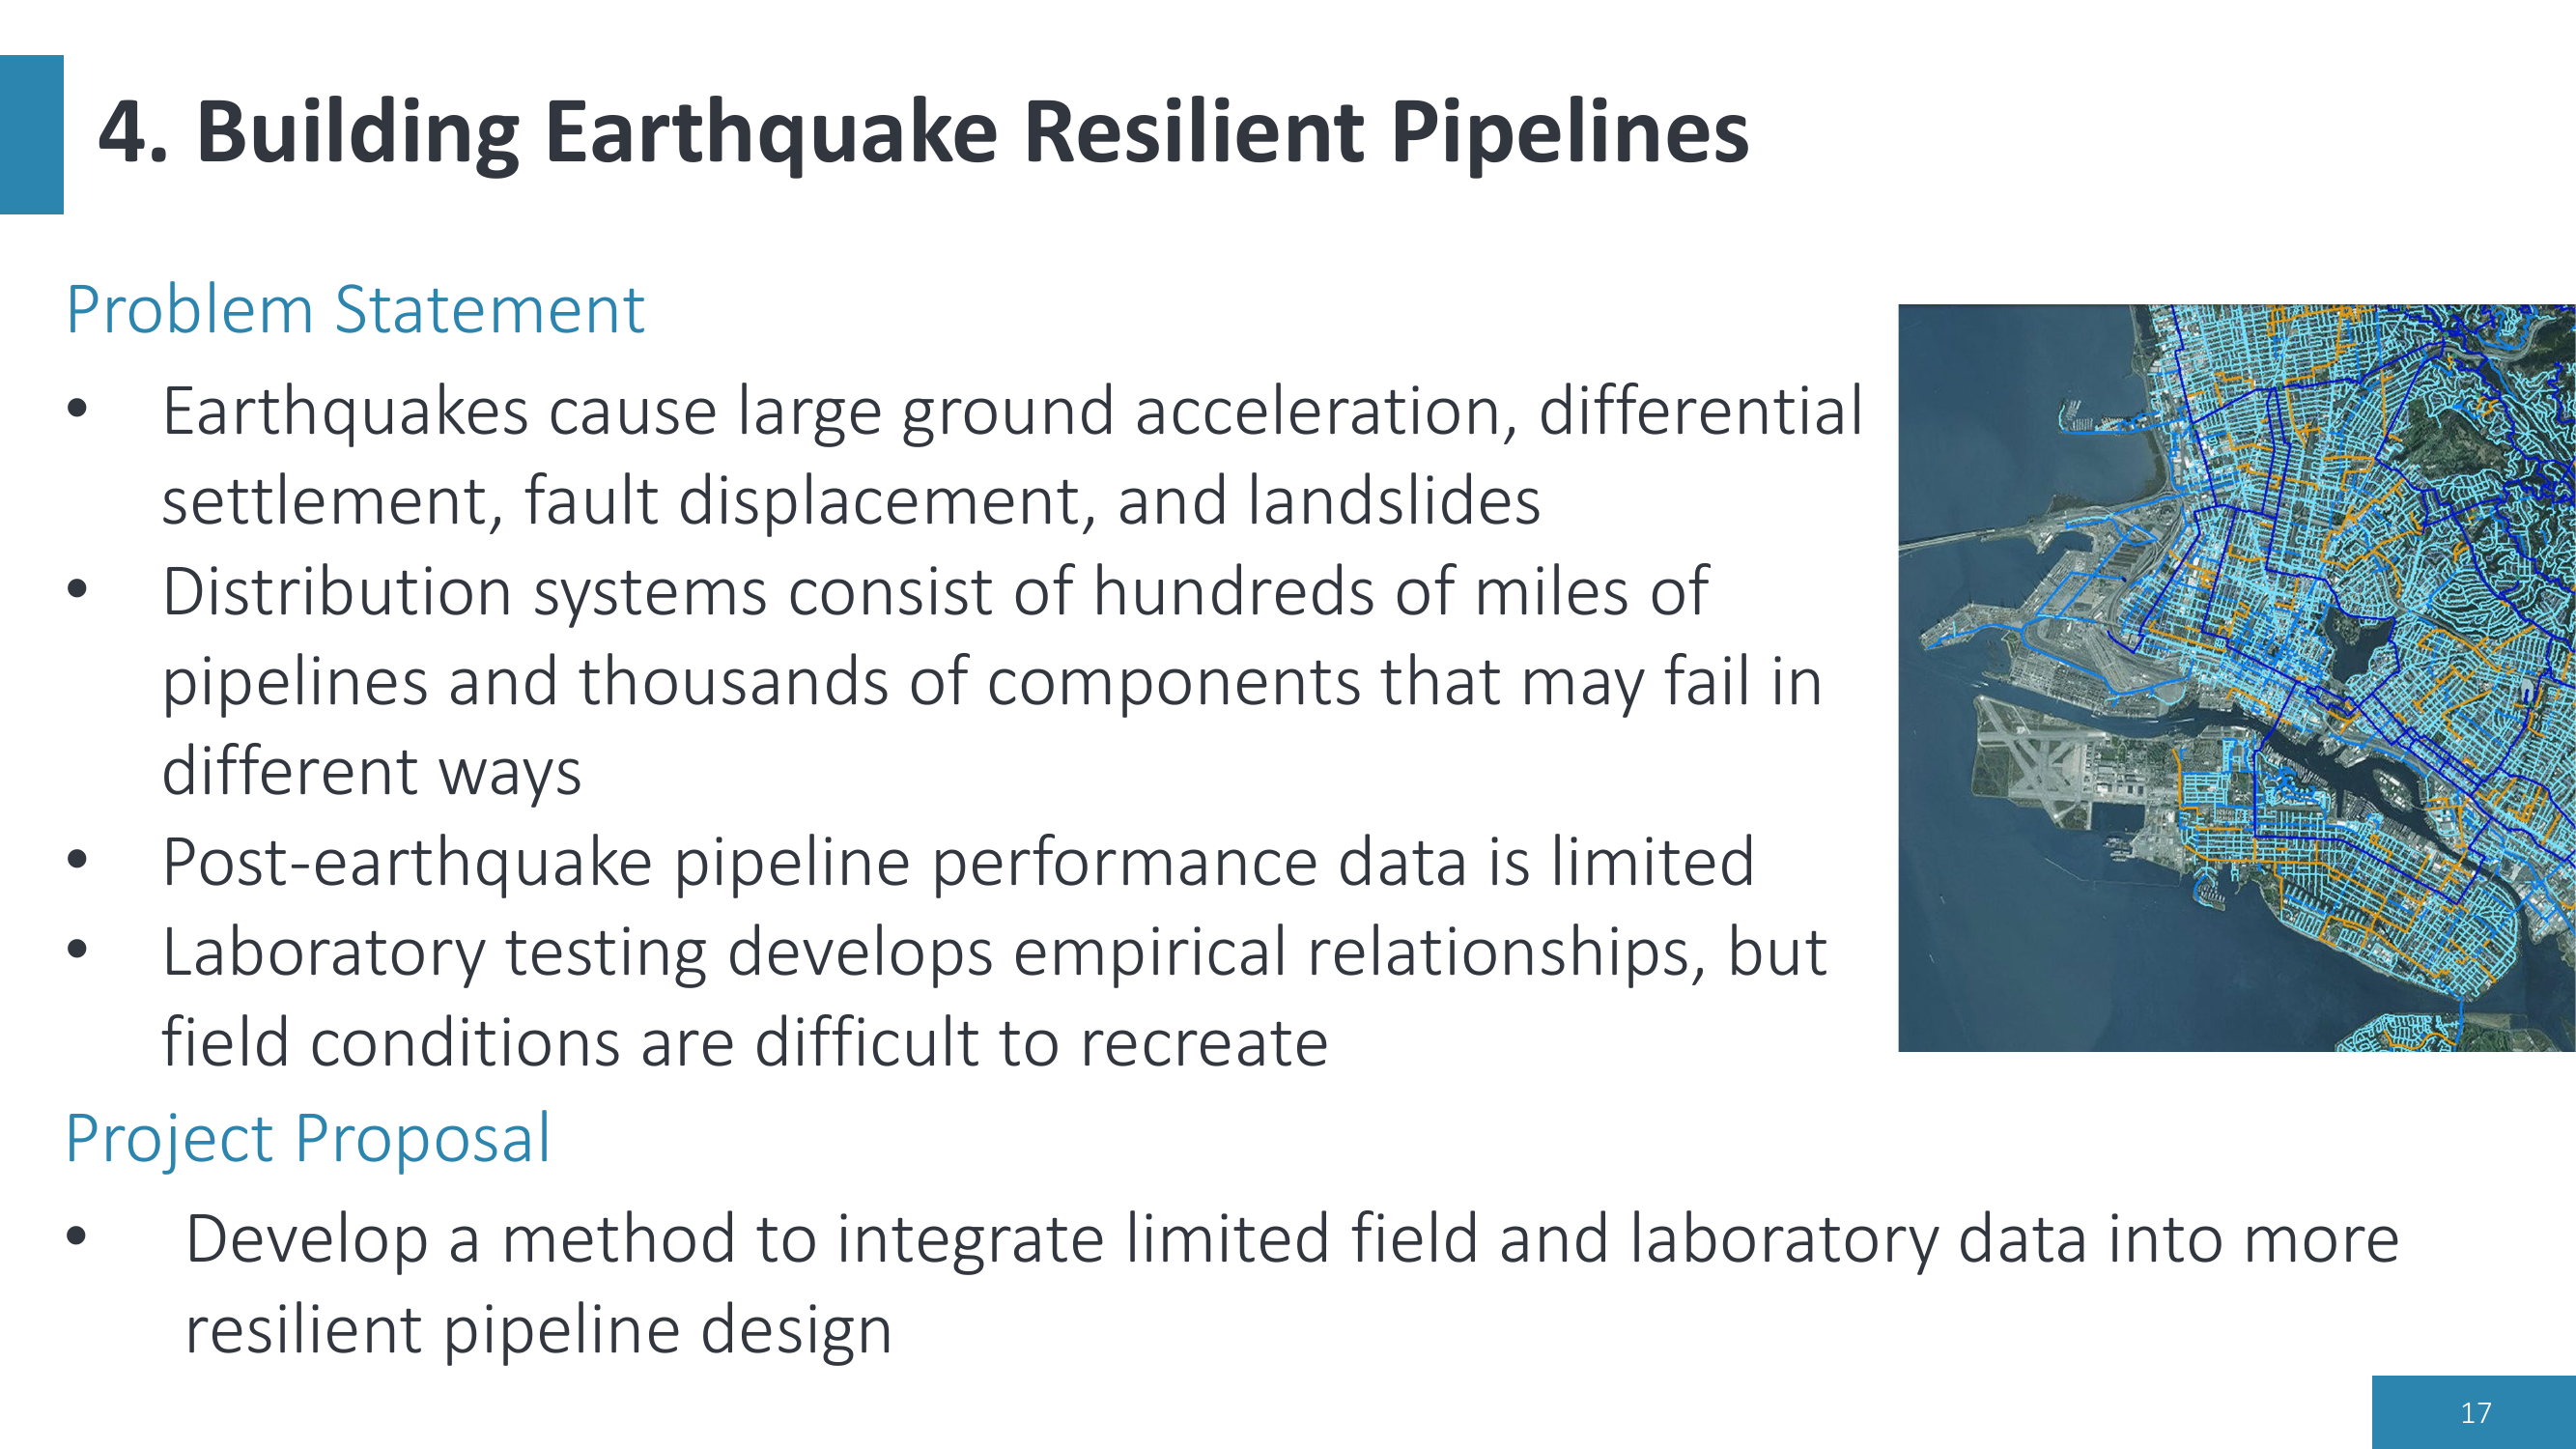 4. Building Earthquake Resilient Pipelines
Problem Statement
• Earthquakes cause large ground acceleration, differential
settlement, fault displacement, and landslides
• Distribution systems consist of hundreds of miles of
pipelines and thousands of components that may fail in
different ways
• Post-earthquake pipeline performance data is limited
• Laboratory testing develops empirical relationships, but
field conditions are difficult to recreate
Project Proposal
• Develop a method to integrate limited field and laboratory data into more
resilient pipeline design
17